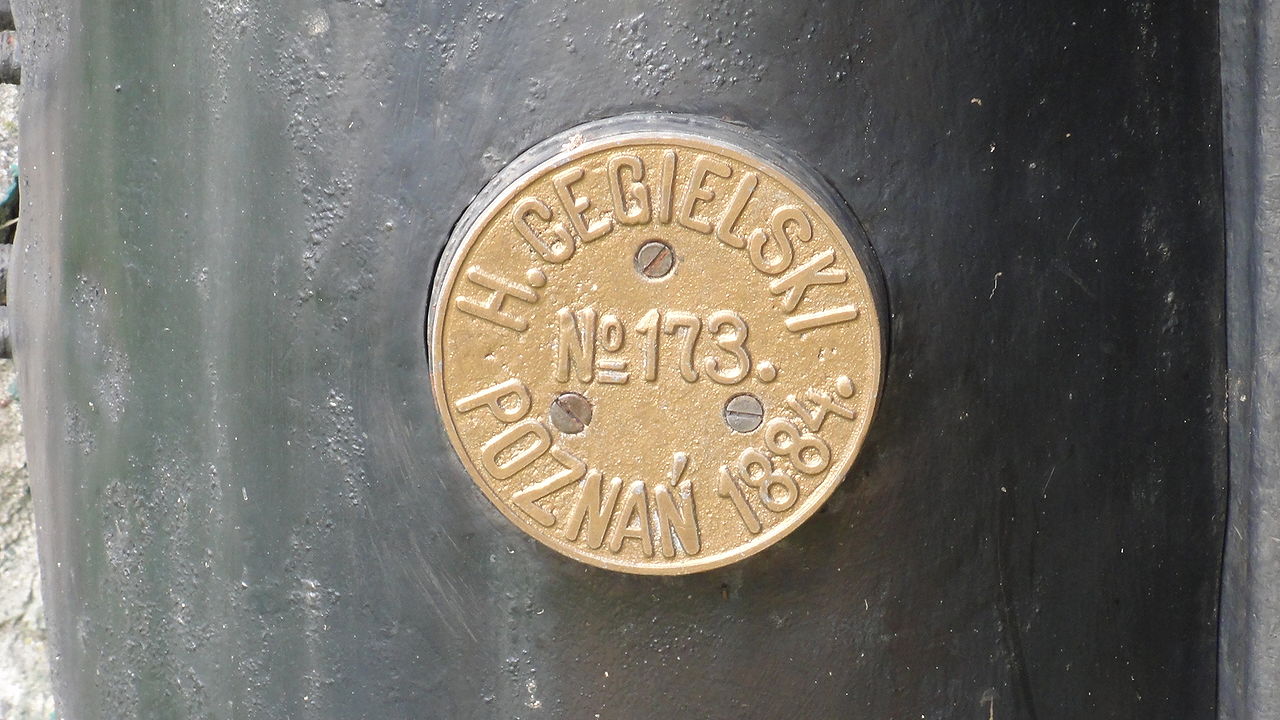 H. CEGIELSKI
No 173.
POZNAŃ 1884.